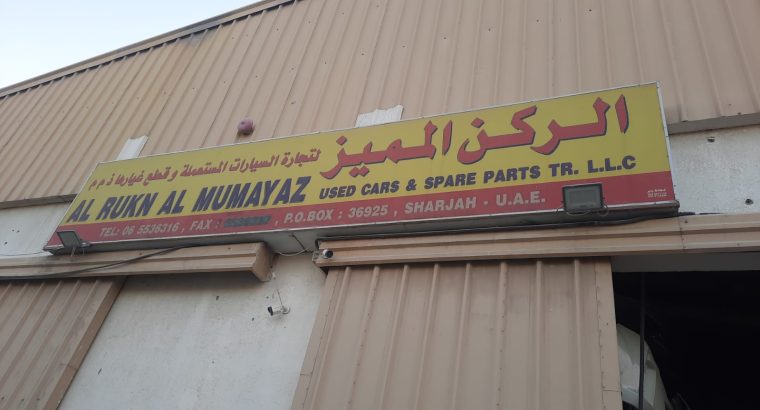 الركن المميز لتجارة السيارات المستعملة و قطع غيارها ذ م م
AL RUKN AL MUMAYAZ USED CARS & SPARE PARTS TR. L.L.C
TEL: 06 5536316 , FAX : , P.O.BOX : 36925 , SHARJAH - U.A.E.